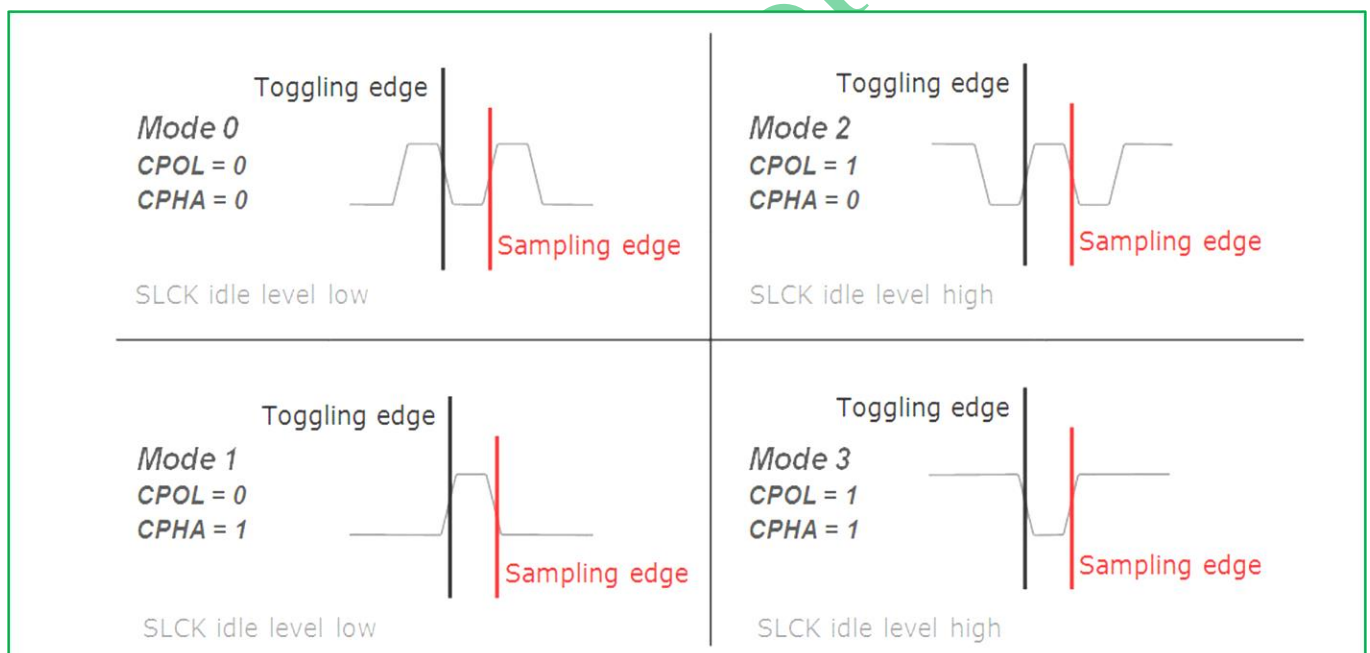 Toggling edge
Mode 0
CPOL = 0
CPHA = 0
Sampling edge
SLCK idle level low
Toggling edge
Mode 2
CPOL = 1
CPHA = 0
Sampling edge
SLCK idle level high
Toggling edge
Mode 1
CPOL = 0
CPHA = 1
Sampling edge
SLCK idle level low
Toggling edge
Mode 3
CPOL = 1
CPHA = 1
Sampling edge
SLCK idle level high